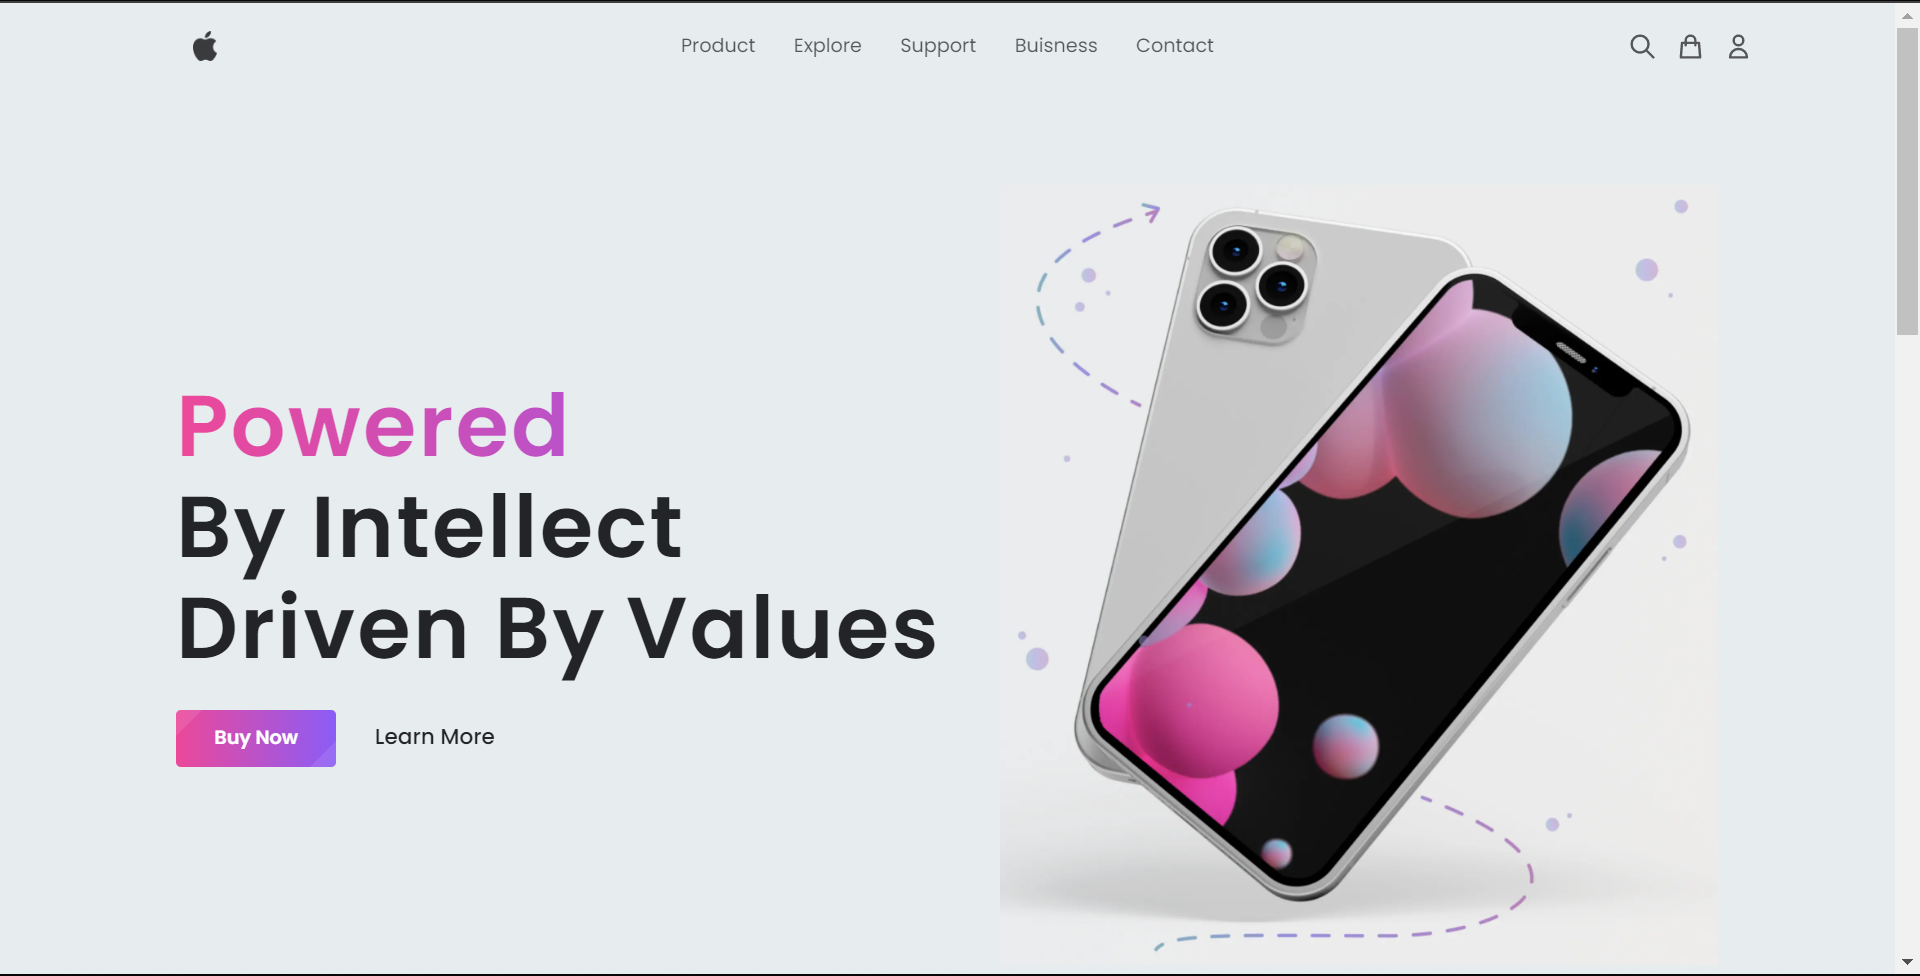 Product Explore Support Buisness Contact
Powered
By Intellect
Driven By Values
Buy Now Learn More